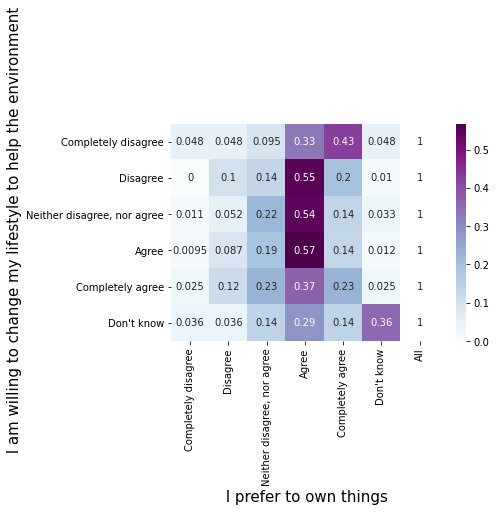 I am willing to change my lifestyle to help the environment
Completely disagree 0.048 0.048 0.095 0.33 0.43 0.048 1
Disagree 0 0.1 0.14 0.55 0.2 0.01 1
Neither disagree, nor agree 0.011 0.052 0.22 0.54 0.14 0.033 1
Agree 0.0095 0.087 0.19 0.57 0.14 0.012 1
Completely agree 0.025 0.12 0.23 0.37 0.23 0.025 1
Don't know 0.036 0.036 0.14 0.29 0.14 0.36 1
Completely disagree
Disagree
Neither disagree, nor agree
Agree
Completely agree
Don't know
All
I prefer to own things
0.5
0.4
0.3
0.2
0.1
0.0